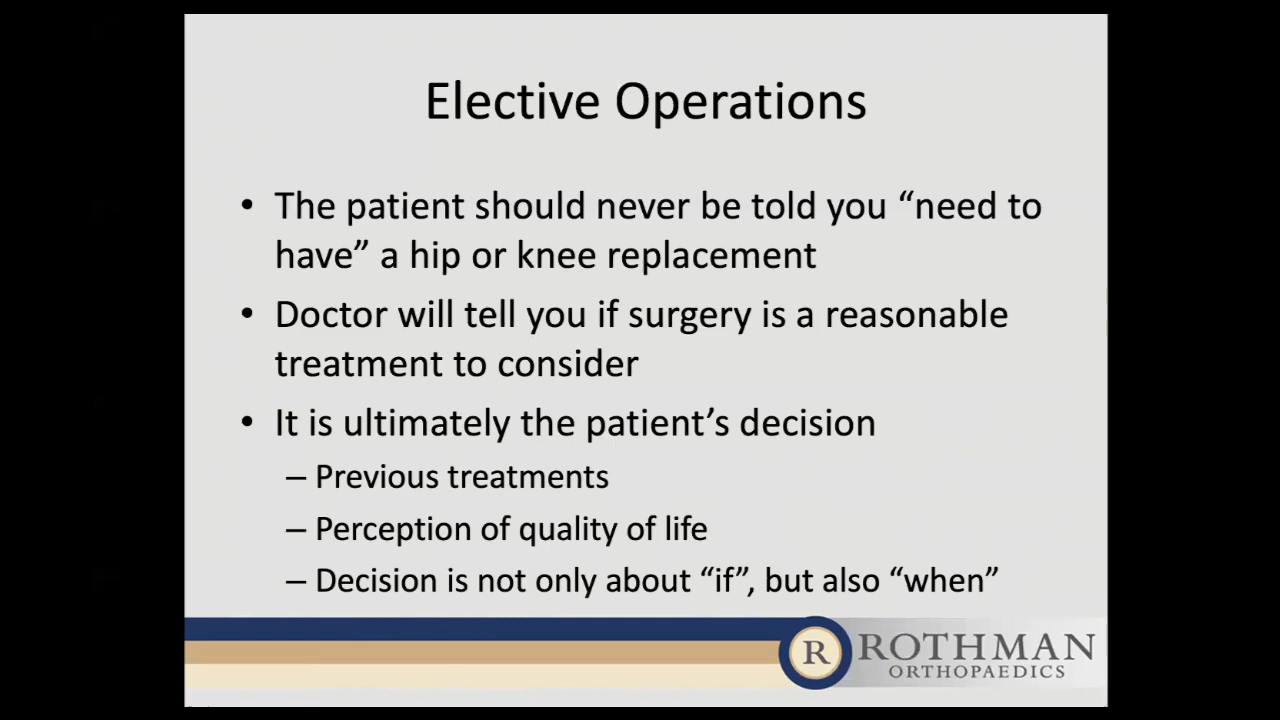 Elective Operations
• The patient should never be told you “need to
have” a hip or knee replacement
• Doctor will tell you if surgery is a reasonable
treatment to consider
• It is ultimately the patient’s decision
– Previous treatments
– Perception of quality of life
– Decision is not only about “if”, but also “when”
R ROTHMAN
ORTHOPAEDICS